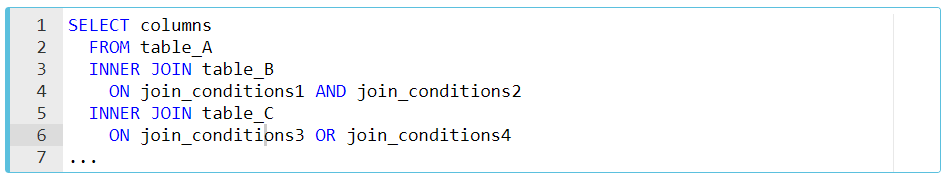 1 SELECT columns
2 FROM table_A
3 INNER JOIN table_B
4 ON join_conditions1 AND join_conditions2
5 INNER JOIN table_C
6 ON join_conditions3 OR join_conditions4
7 ...